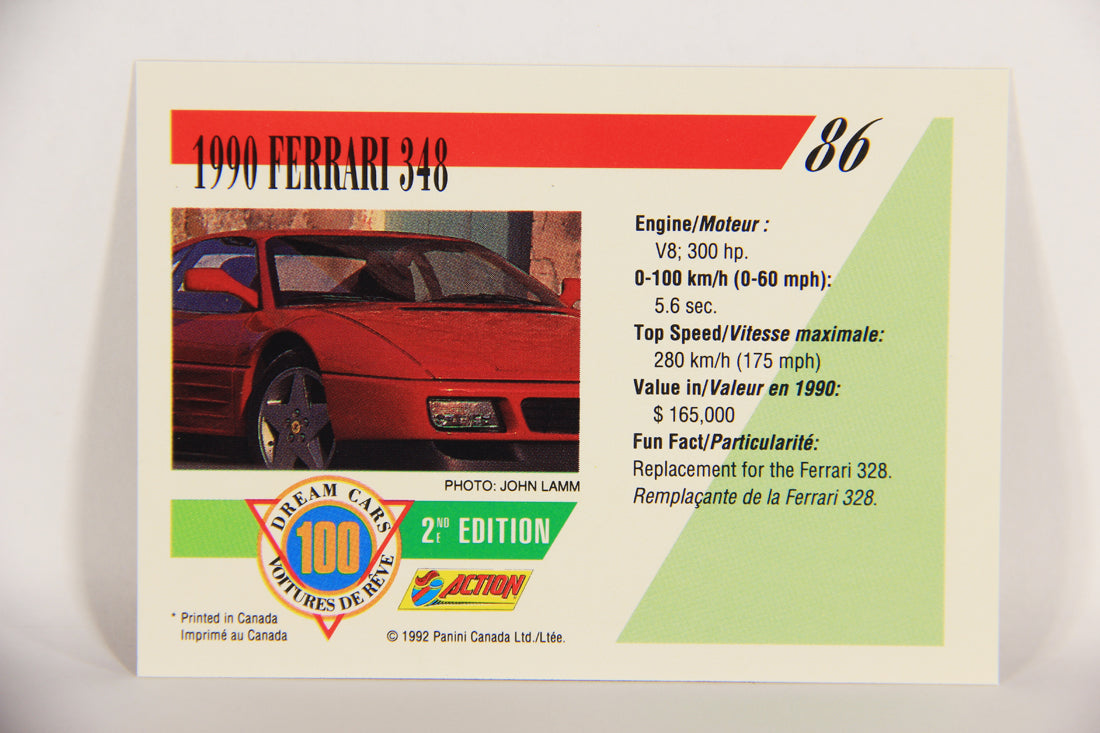 1990 FERRARI 348
86
Engine/Moteur :
V8; 300 hp.
0-100 km/h (0-60 mph):
5.6 sec.
Top Speed/Vitesse maximale:
280 km/h (175 mph)
Value in/Valeur en 1990:
$ 165,000
Fun Fact/Particularité:
Replacement for the Ferrari 328.
Remplaçante de la Ferrari 328.
PHOTO: JOHN LAMM
DREAM CARS
100
VOITURES DE RÊVE
2ND E EDITION
ACTION
* Printed in Canada
Imprimé au Canada
© 1992 Panini Canada Ltd./Ltée.